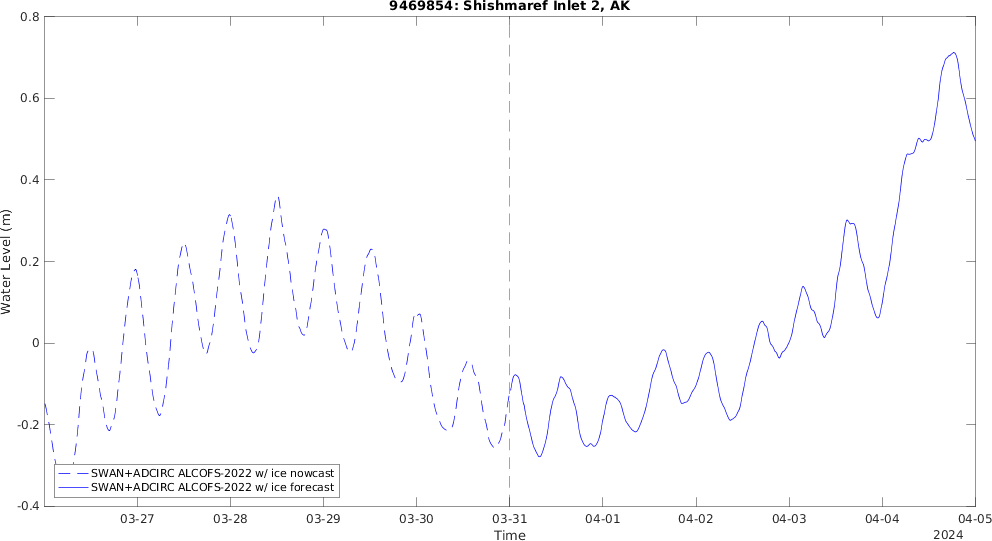 9469854: Shishmaref Inlet 2, AK
0.8
0.6
0.4
0.2
0
-0.2
-0.4
Water Level (m)
SWAN+ADCIRC ALCOFS-2022 w/ ice nowcast
SWAN+ADCIRC ALCOFS-2022 w/ ice forecast
03-27 03-28 03-29 03-30 03-31 04-01 04-02 04-03 04-04 04-05
Time
2024